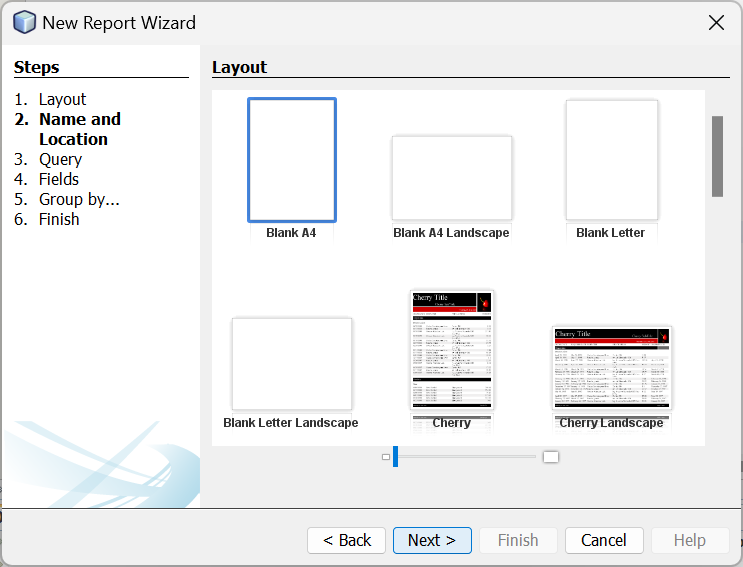 New Report Wizard
Steps
Layout
1. Layout
2. Name and
Location
3. Query
4. Fields
5. Group by...
6. Finish
Blank A4
Blank A4 Landscape
Blank Letter
Cherry Title
Cherry Title
Blank Letter Landscape
Cherry
Cherry Landscape
< Back
Next >
Finish
Cancel
Help